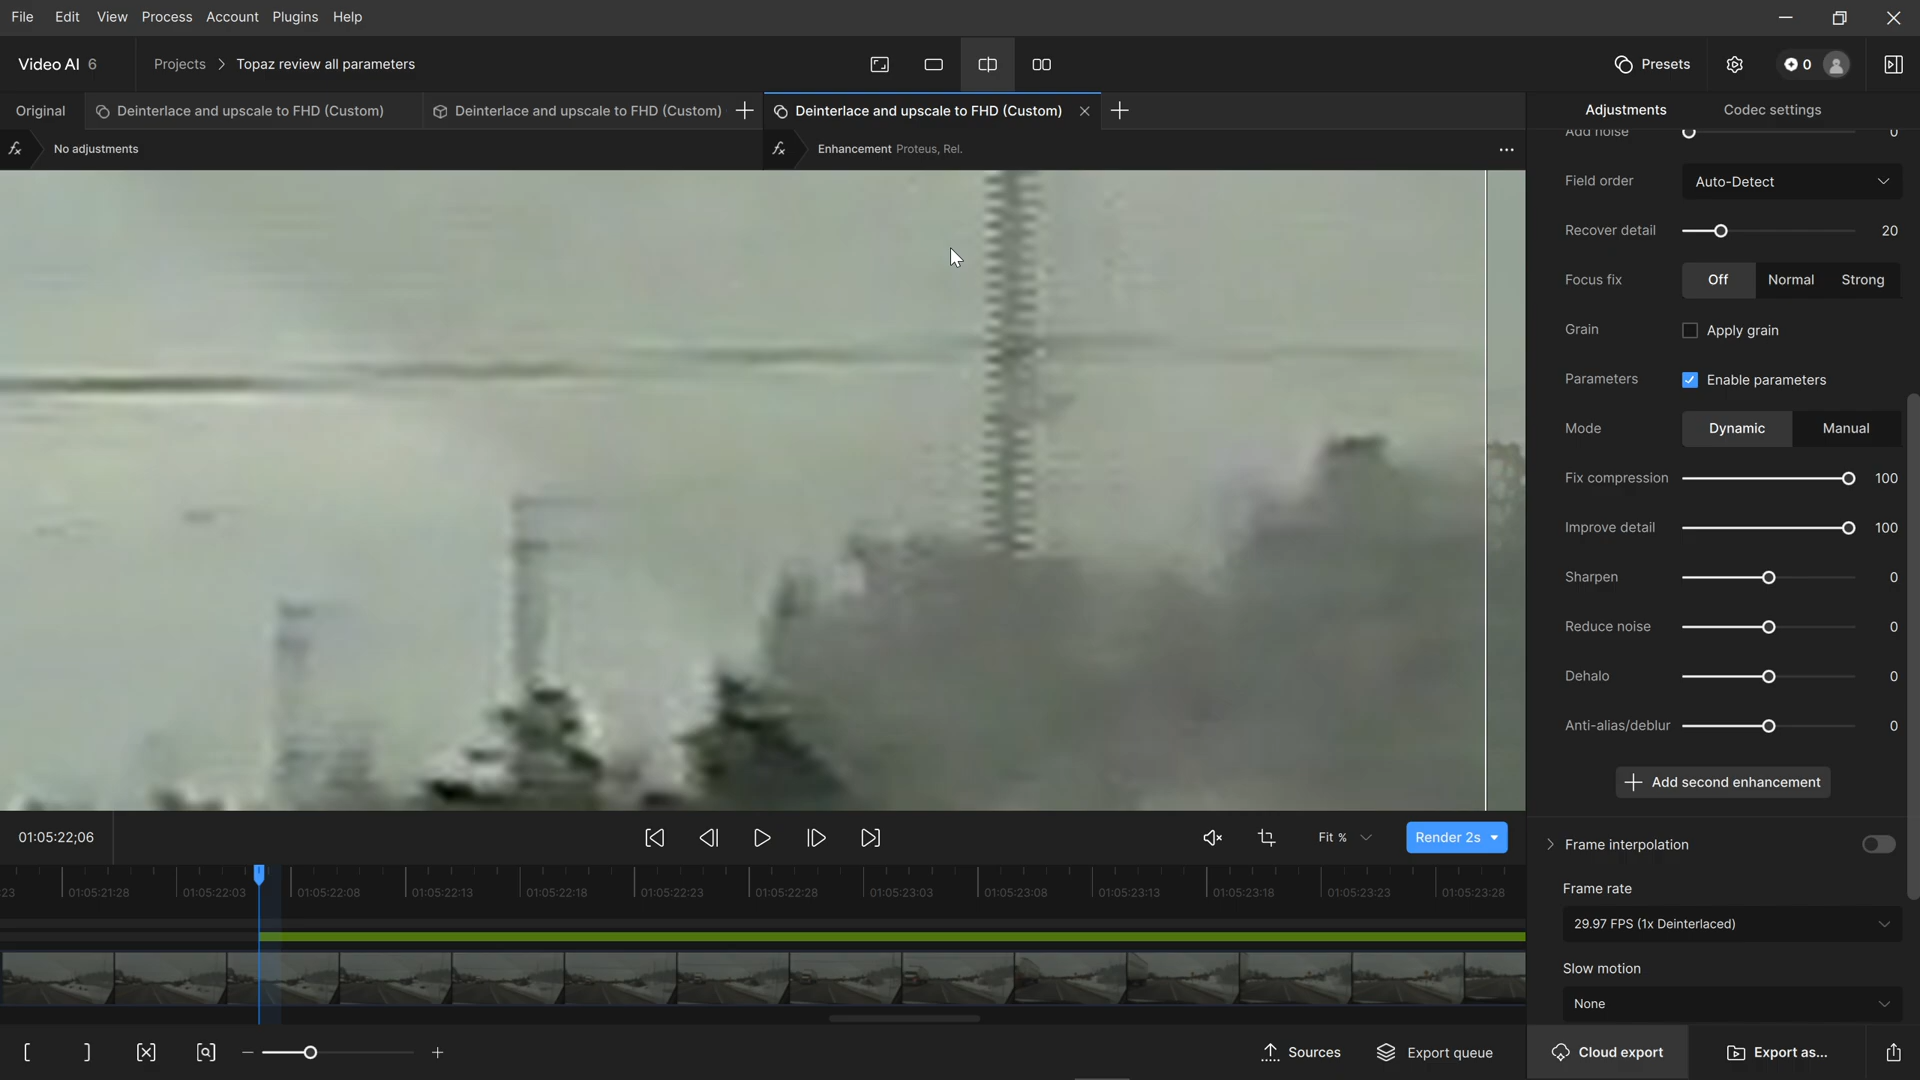 File Edit View Process Account Plugins Help
Video AI 6 Projects > Topaz review all parameters Presets 0
Original Deinterlace and upscale to FHD (Custom) Deinterlace and upscale to FHD (Custom) Deinterlace and upscale to FHD (Custom) Adjustments Codec settings
Add noise 0
fx No adjustments fx Enhancement Proteus, Rel.
Field order Auto-Detect
Recover detail 20
Focus fix Off Normal Strong
Grain Apply grain
Parameters Enable parameters
Mode Dynamic Manual
Fix compression 100
Improve detail 100
Sharpen 0
Reduce noise 0
Dehalo 0
Anti-alias/deblur 0
Add second enhancement
01:05:22;06 Fit % Render 2s
Frame interpolation
23 01:05:21:28 01:05:22:03 01:05:22:08 01:05:22:13 01:05:22:18 01:05:22:23 01:05:22:28 01:05:23:03 01:05:23:08 01:05:23:13 01:05:23:18 01:05:23:23 01:05:23:28
Frame rate
29.97 FPS (1x Deinterlaced)
Slow motion
None
Sources Export queue Cloud export Export as...